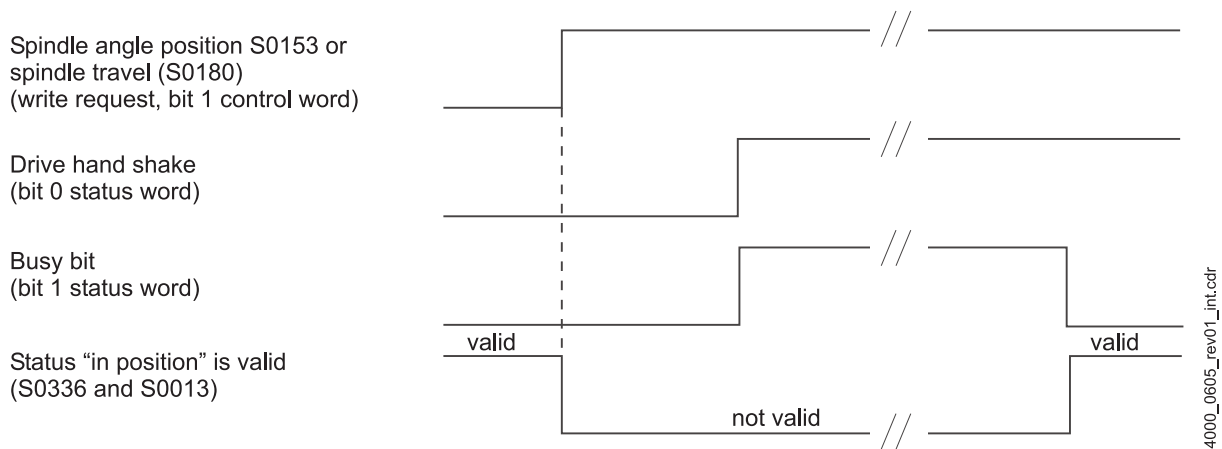 Spindle angle position S0153 or
spindle travel (S0180)
(write request, bit 1 control word)
Drive hand shake
(bit 0 status word)
Busy bit
(bit 1 status word)
valid
valid
Status “in position” is valid
(S0336 and S0013)
not valid
4000_0605_rev01_int.cdr